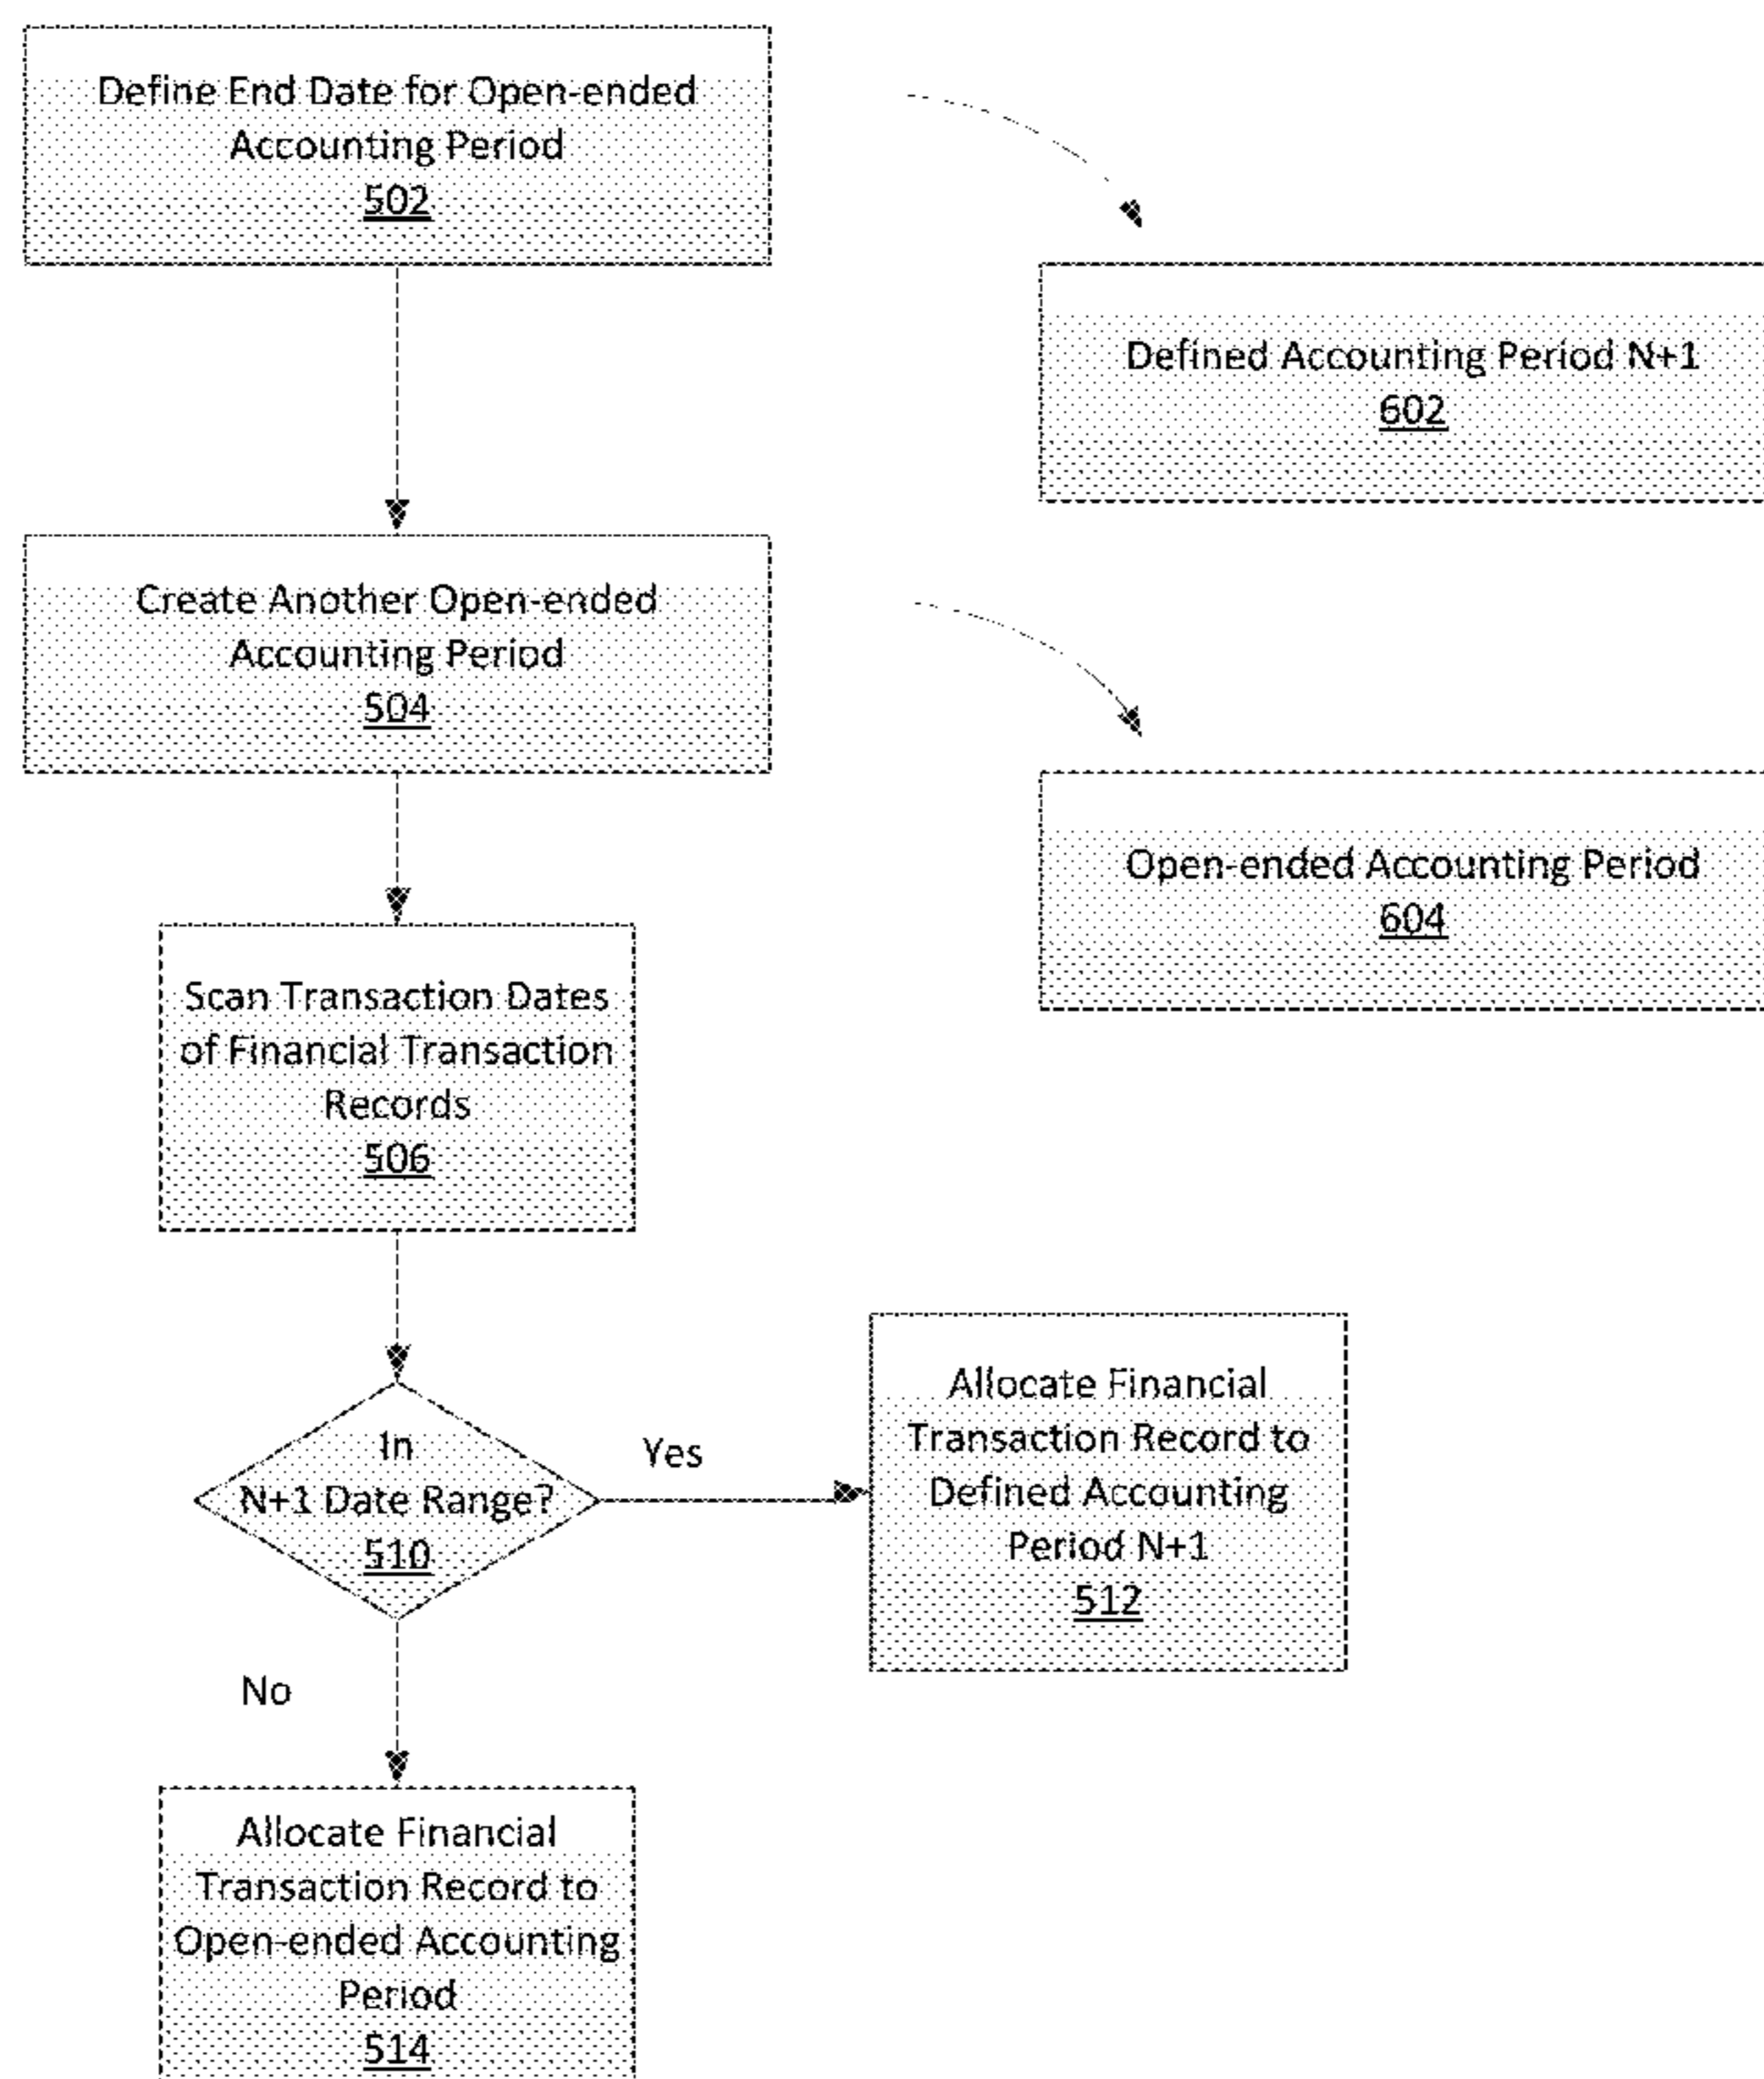 Define End Date for Open-ended
Accounting Period
502
Defined Accounting Period N+1
602
Create Another Open-ended
Accounting Period
504
Open-ended Accounting Period
604
Scan Transaction Dates
of Financial Transaction
Records
506
In
N+1 Date Range?
510
Yes
Allocate Financial
Transaction Record to
Defined Accounting
Period N+1
512
No
Allocate Financial
Transaction Record to
Open-ended Accounting
Period
514